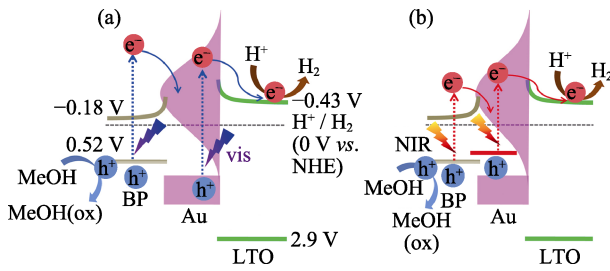 (a)
e⁻
e⁻
H⁺
H₂
e⁻
−0.18 V
−0.43 V
H⁺ / H₂
(0 V vs.
NHE)
0.52 V
vis
h⁺
MeOH
h⁺
BP
h⁺
MeOH(ox)
Au
2.9 V
LTO
(b)
e⁻
e⁻
H⁺
H₂
e⁻
NIR
h⁺
h⁺
h⁺
MeOH
BP
MeOH
(ox)
Au
LTO